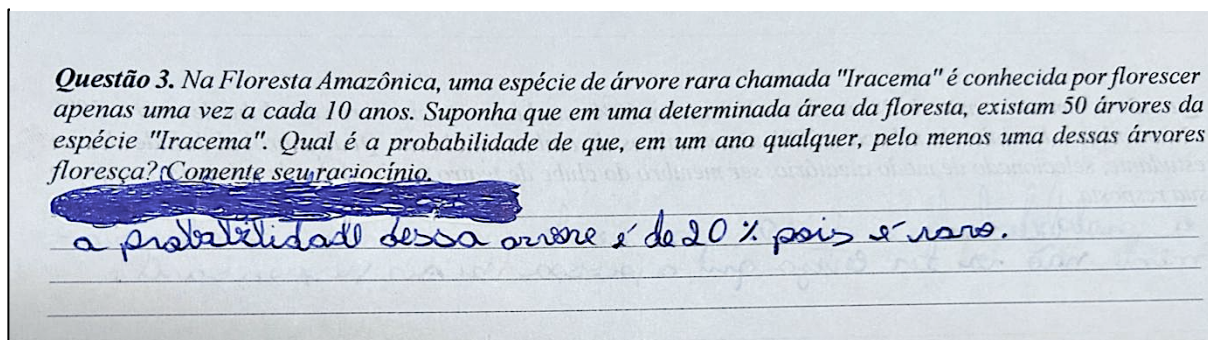 Questão 3. Na Floresta Amazônica, uma espécie de árvore rara chamada "Iracema" é conhecida por florescer
apenas uma vez a cada 10 anos. Suponha que em uma determinada área da floresta, existam 50 árvores da
espécie "Iracema". Qual é a probabilidade de que, em um ano qualquer, pelo menos uma dessas árvores
floresça? Comente seu raciocínio.
a probabilidade dessa arvore é de 20 % pois é raro.